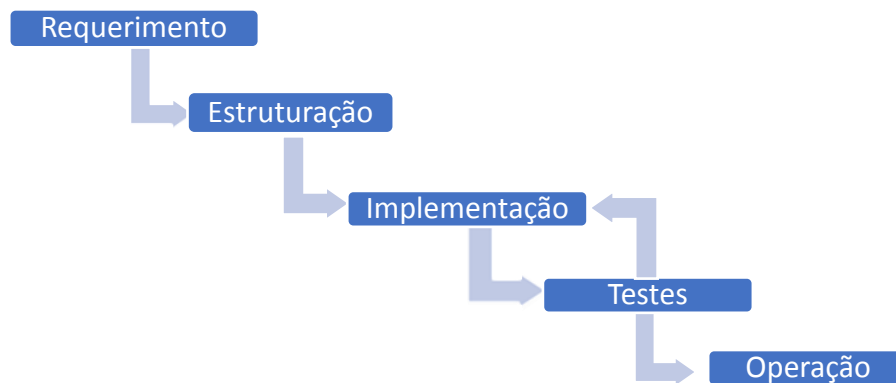 Requerimento
Estruturação
Implementação
Testes
Operação